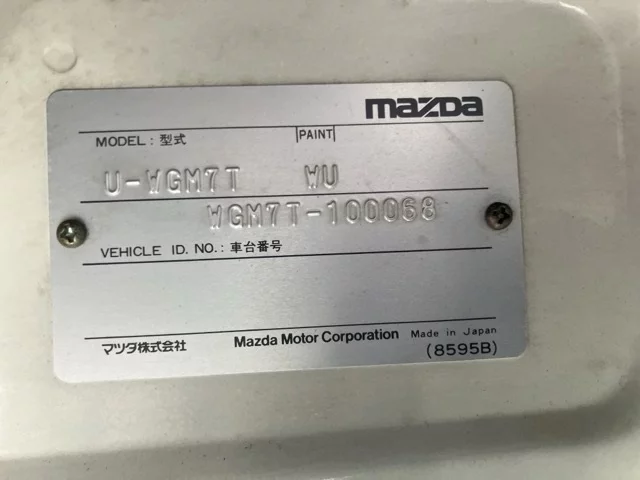 mazda
MODEL : 型式 PAINT
U-WGM7T WU
WGM7T-100068
VEHICLE ID. NO. : 車台番号
マツダ株式会社 Mazda Motor Corporation Made in Japan
(8595B)